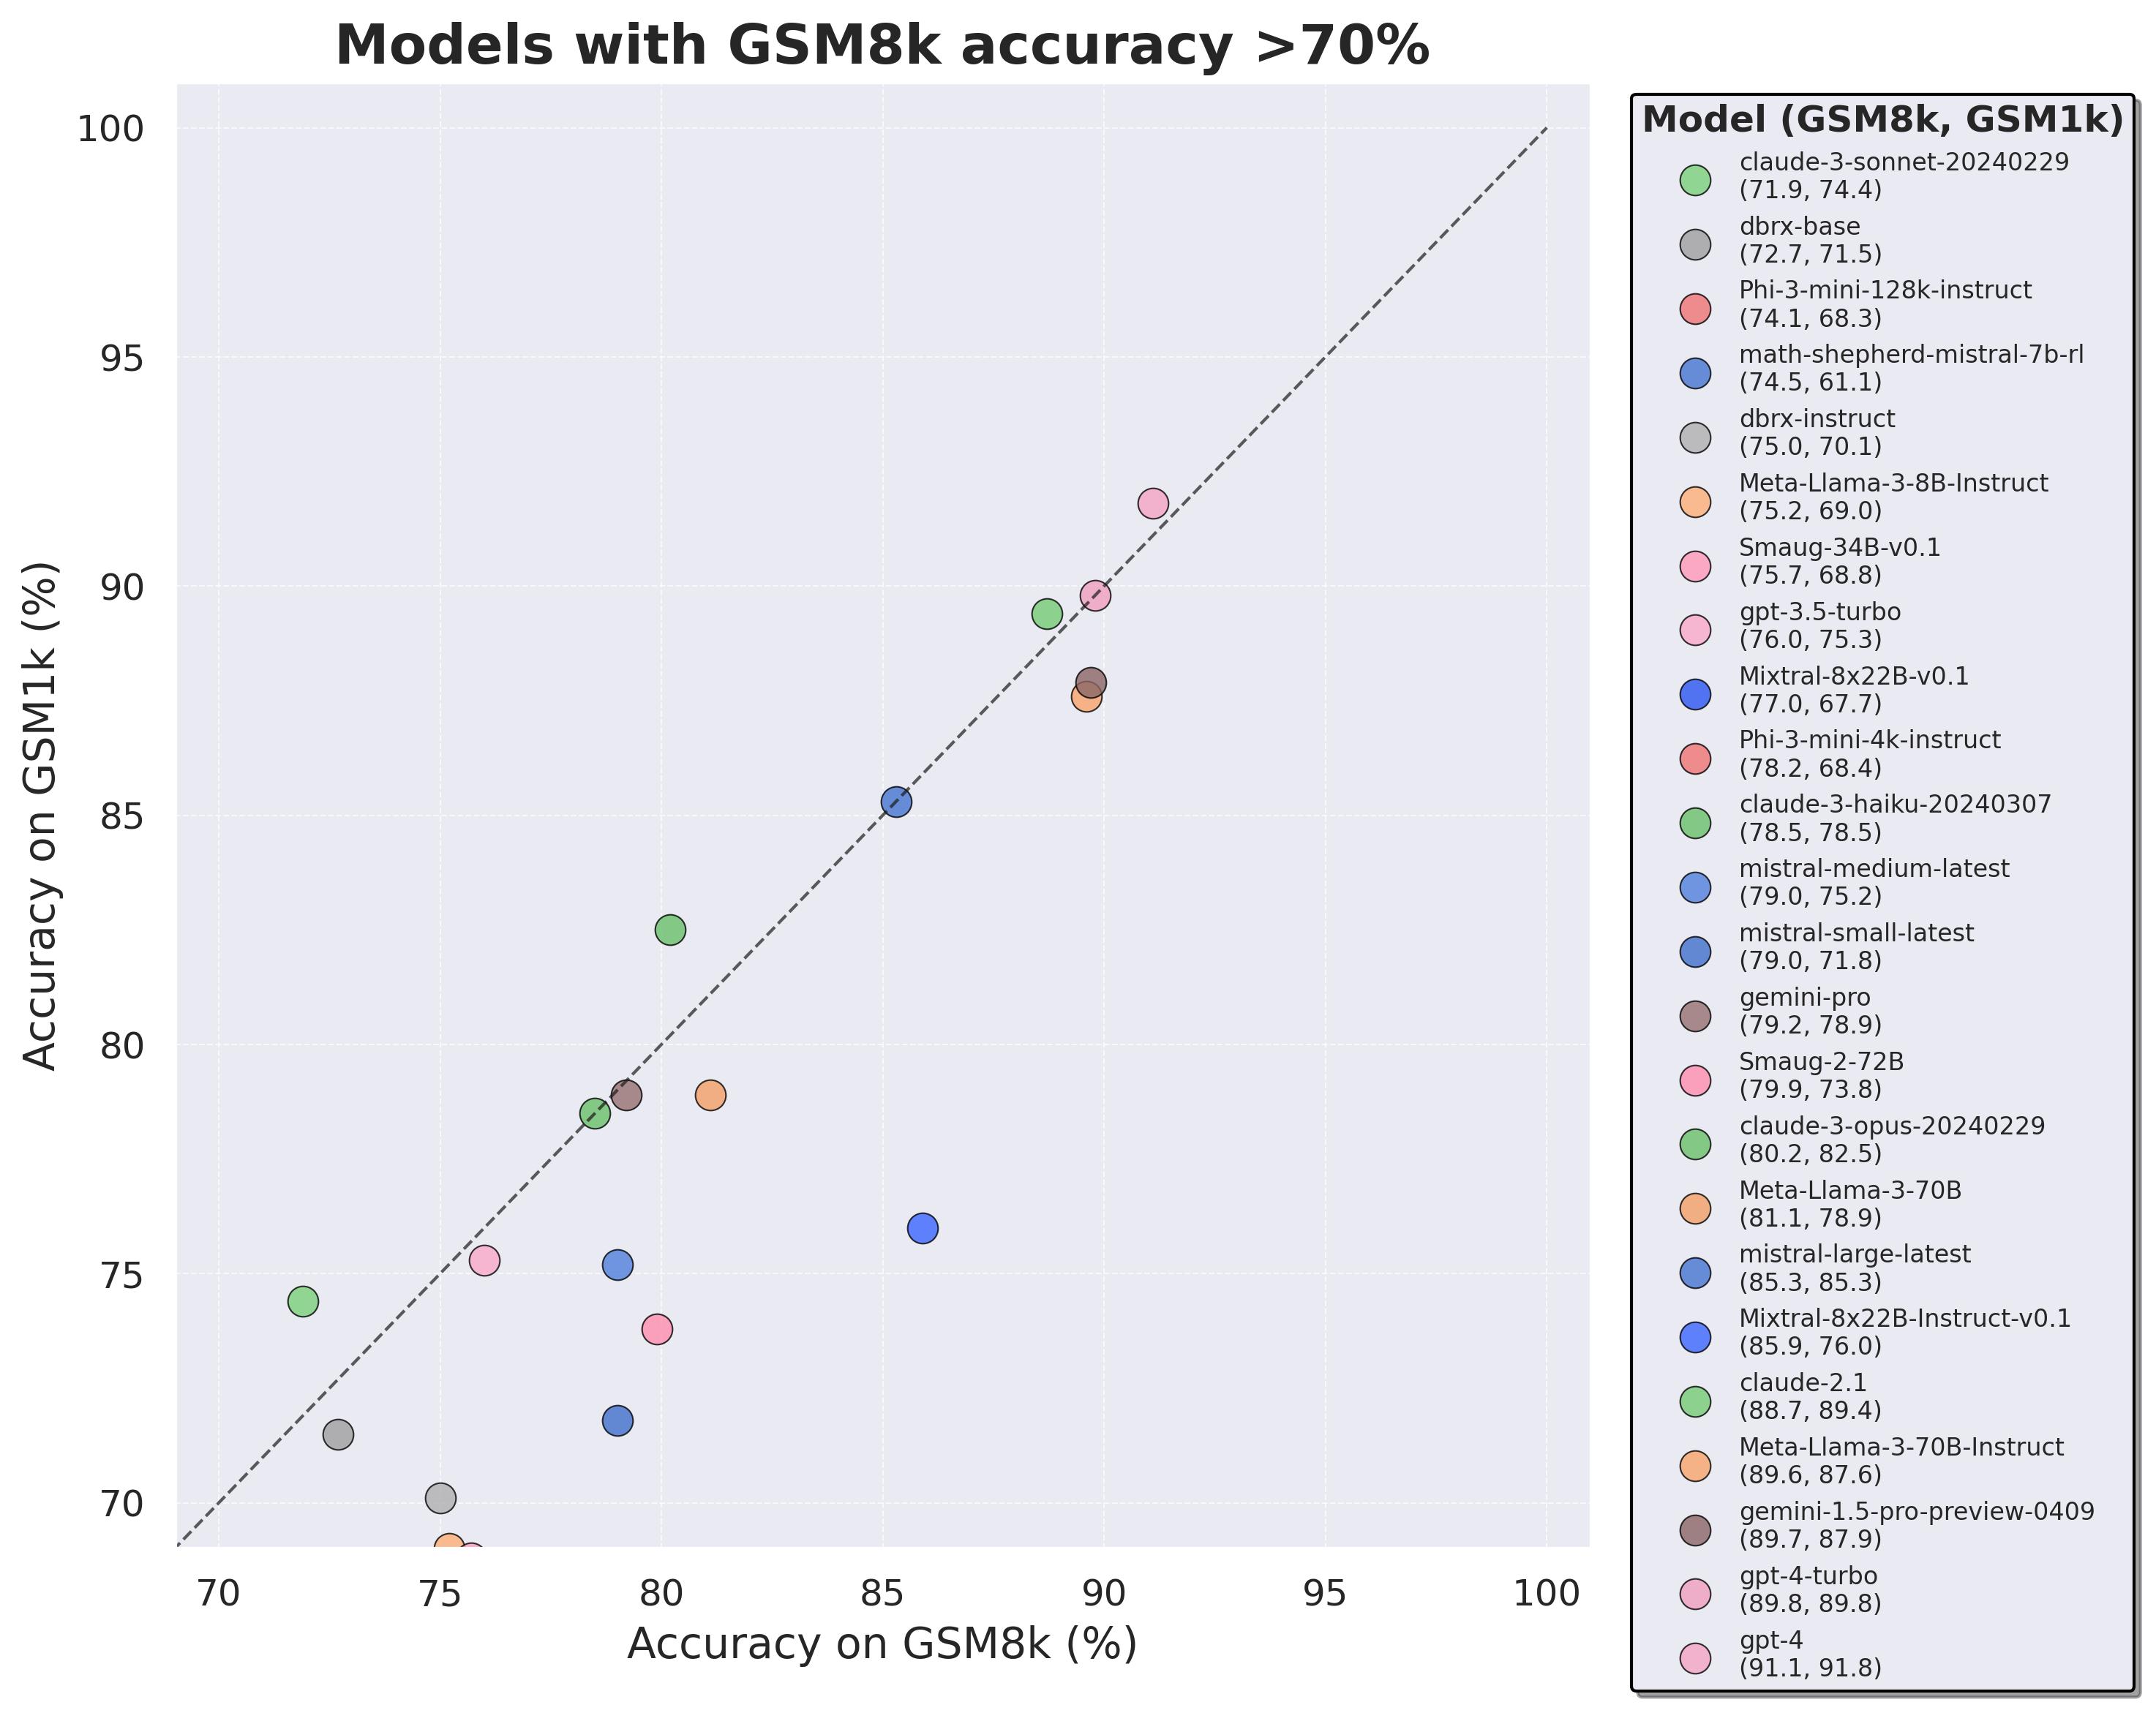 Models with GSM8k accuracy >70%
Accuracy on GSM1k (%)
100
95
90
85
80
75
70
70
75
80
85
90
95
100
Accuracy on GSM8k (%)
Model (GSM8k, GSM1k)
claude-3-sonnet-20240229
(71.9, 74.4)
dbrx-base
(72.7, 71.5)
Phi-3-mini-128k-instruct
(74.1, 68.3)
math-shepherd-mistral-7b-rl
(74.5, 61.1)
dbrx-instruct
(75.0, 70.1)
Meta-Llama-3-8B-Instruct
(75.2, 69.0)
Smaug-34B-v0.1
(75.7, 68.8)
gpt-3.5-turbo
(76.0, 75.3)
Mixtral-8x22B-v0.1
(77.0, 67.7)
Phi-3-mini-4k-instruct
(78.2, 68.4)
claude-3-haiku-20240307
(78.5, 78.5)
mistral-medium-latest
(79.0, 75.2)
mistral-small-latest
(79.0, 71.8)
gemini-pro
(79.2, 78.9)
Smaug-2-72B
(79.9, 73.8)
claude-3-opus-20240229
(80.2, 82.5)
Meta-Llama-3-70B
(81.1, 78.9)
mistral-large-latest
(85.3, 85.3)
Mixtral-8x22B-Instruct-v0.1
(85.9, 76.0)
claude-2.1
(88.7, 89.4)
Meta-Llama-3-70B-Instruct
(89.6, 87.6)
gemini-1.5-pro-preview-0409
(89.7, 87.9)
gpt-4-turbo
(89.8, 89.8)
gpt-4
(91.1, 91.8)